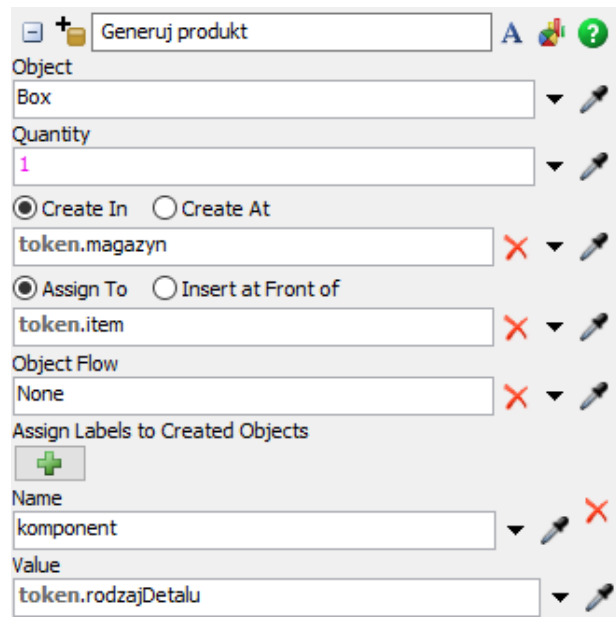 Generuj produkt A ?
Object
Box
Quantity
1
Create In Create At
token.magazyn
Assign To Insert at Front of
token.item
Object Flow
None
Assign Labels to Created Objects
Name
komponent
Value
token.rodzajDetalu